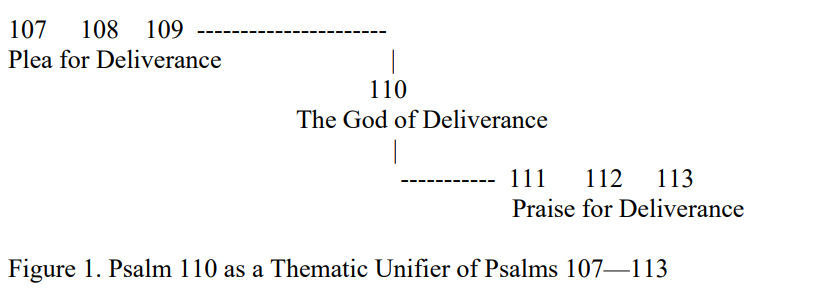 107 108 109 -----------------------
Plea for Deliverance |
110
The God of Deliverance
|
----------- 111 112 113
Praise for Deliverance
Figure 1. Psalm 110 as a Thematic Unifier of Psalms 107—113